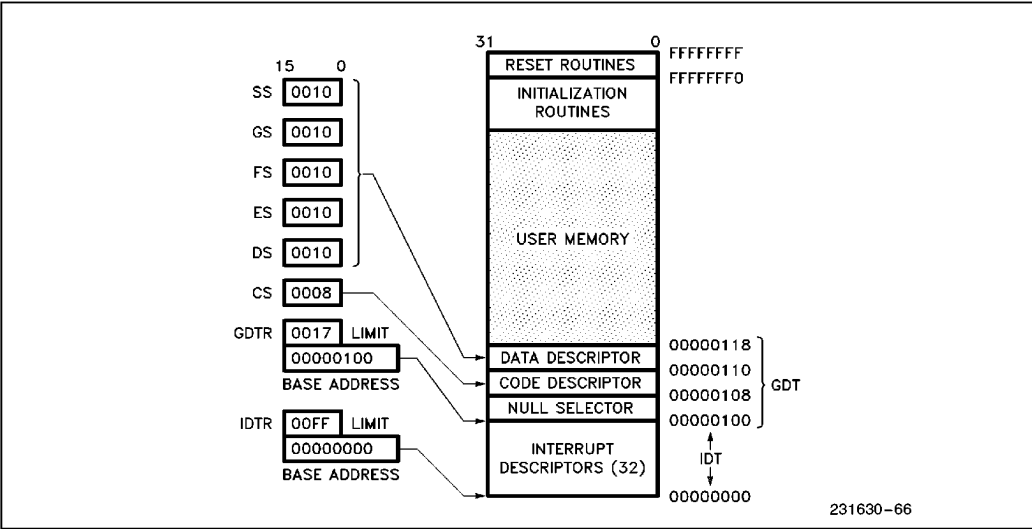 31 0
FFFFFFFF
RESET ROUTINES
FFFFFFF0
15 0
SS 0010
INITIALIZATION
ROUTINES
GS 0010
FS 0010
ES 0010
USER MEMORY
DS 0010
CS 0008
GDTR 0017 LIMIT
00000100
BASE ADDRESS
IDTR 00FF LIMIT
00000000
BASE ADDRESS
DATA DESCRIPTOR
CODE DESCRIPTOR
NULL SELECTOR
INTERRUPT
DESCRIPTORS (32)
00000118
00000110
00000108
00000100
GDT
IDT
00000000
231630-66